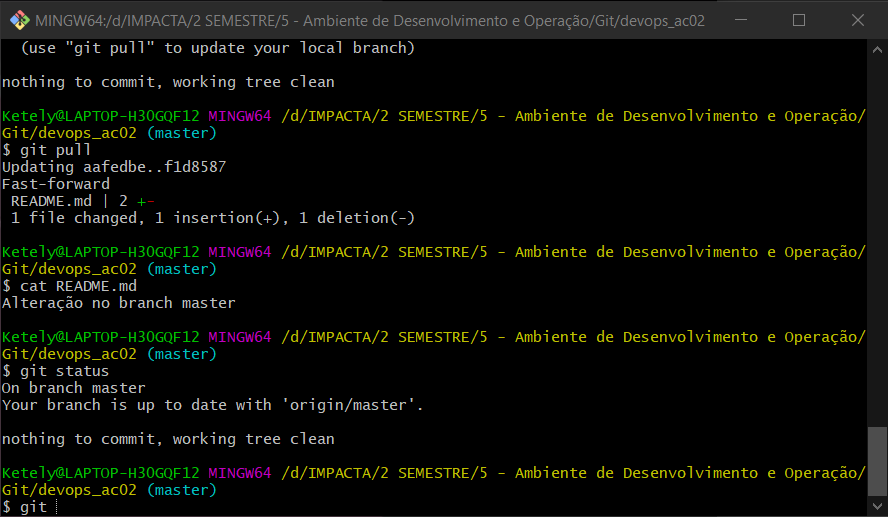 MINGW64:/d/IMPACTA/2 SEMESTRE/5 - Ambiente de Desenvolvimento e Operação/Git/devops_ac02
  (use "git pull" to update your local branch)
nothing to commit, working tree clean
Ketely@LAPTOP-H3OGQF12 MINGW64 /d/IMPACTA/2 SEMESTRE/5 - Ambiente de Desenvolvimento e Operação/
Git/devops_ac02 (master)
$ git pull
Updating aafedbe..f1d8587
Fast-forward
 README.md | 2 +-
 1 file changed, 1 insertion(+), 1 deletion(-)
Ketely@LAPTOP-H3OGQF12 MINGW64 /d/IMPACTA/2 SEMESTRE/5 - Ambiente de Desenvolvimento e Operação/
Git/devops_ac02 (master)
$ cat README.md
Alteração no branch master
Ketely@LAPTOP-H3OGQF12 MINGW64 /d/IMPACTA/2 SEMESTRE/5 - Ambiente de Desenvolvimento e Operação/
Git/devops_ac02 (master)
$ git status
On branch master
Your branch is up to date with 'origin/master'.
nothing to commit, working tree clean
Ketely@LAPTOP-H3OGQF12 MINGW64 /d/IMPACTA/2 SEMESTRE/5 - Ambiente de Desenvolvimento e Operação/
Git/devops_ac02 (master)
$ git